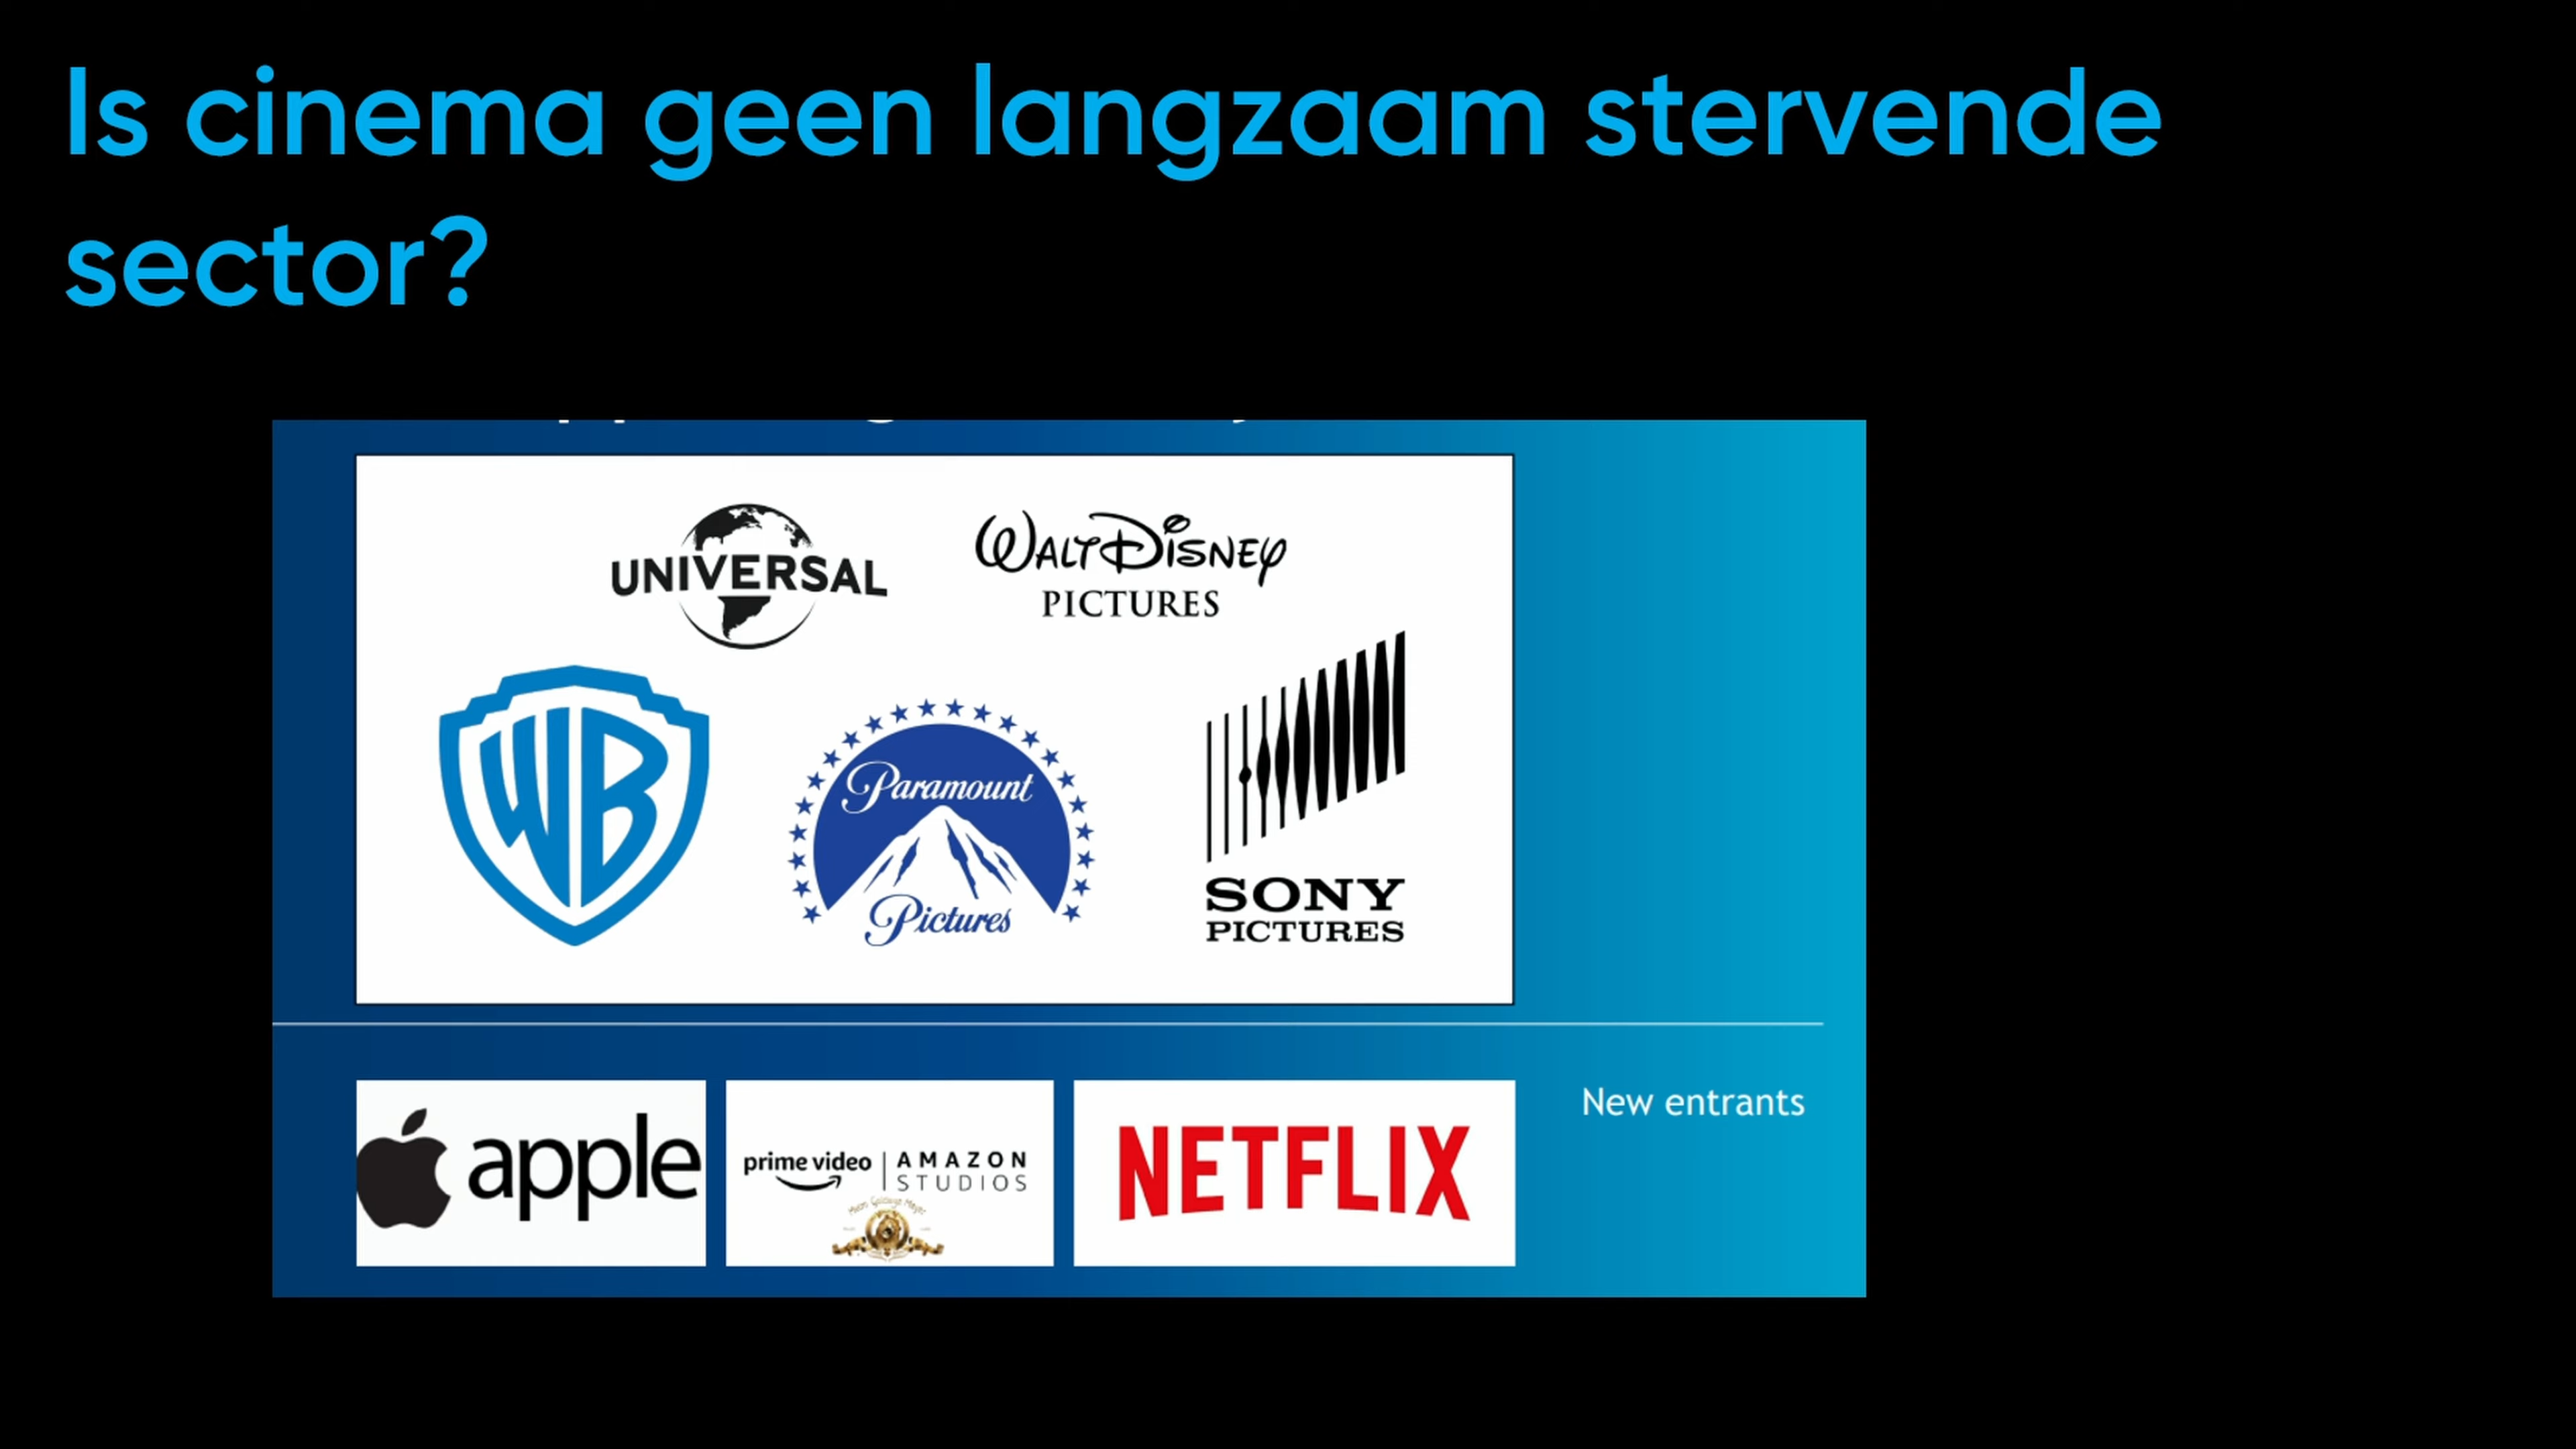 Is cinema geen langzaam stervende
sector?
UNIVERSAL
WALT DISNEY
PICTURES
WB
Paramount
Pictures
SONY
PICTURES
apple
prime video | AMAZON
STUDIOS
NETFLIX
New entrants